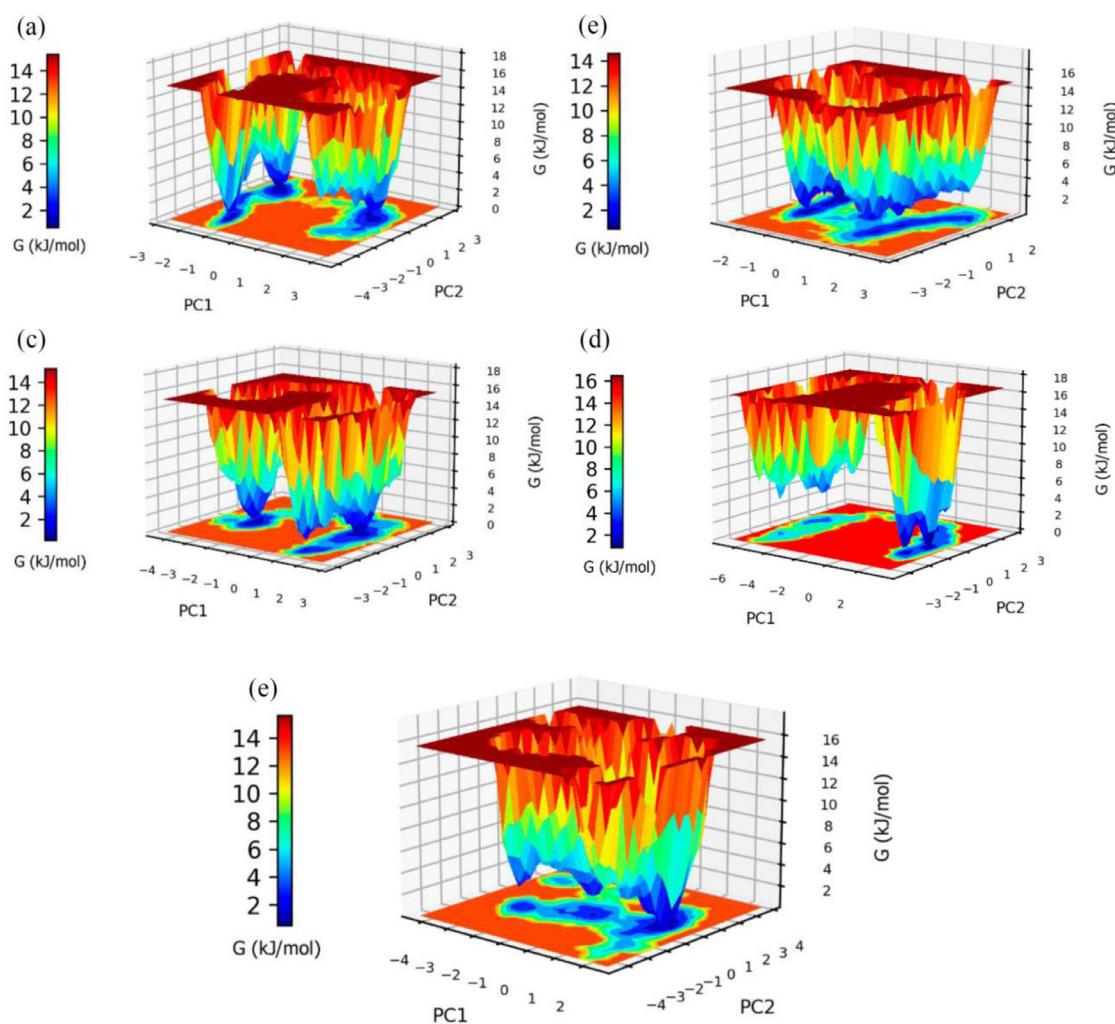 (a)
14
12
10
8
6
4
2
G (kJ/mol)
18
16
14
12
10
8
6
4
2
0
G (kJ/mol)
−3 −2 −1 0 1 2 3
PC1
−4 −3 −2 −1 0 1 2 3
PC2
(e)
14
12
10
8
6
4
2
G (kJ/mol)
16
14
12
10
8
6
4
2
G (kJ/mol)
−2 −1 0 1 2 3
PC1
−3 −2 −1 0 1 2
PC2
(c)
14
12
10
8
6
4
2
G (kJ/mol)
18
16
14
12
10
8
6
4
2
0
G (kJ/mol)
−4 −3 −2 −1 0 1 2 3
PC1
−3 −2 −1 0 1 2 3
PC2
(d)
16
14
12
10
8
6
4
2
G (kJ/mol)
18
16
14
12
10
8
6
4
2
0
G (kJ/mol)
−6 −4 −2 0 2
PC1
−3 −2 −1 0 1 2 3
PC2
(e)
14
12
10
8
6
4
2
G (kJ/mol)
16
14
12
10
8
6
4
2
G (kJ/mol)
−4 −3 −2 −1 0 1 2
PC1
−4 −3 −2 −1 0 1 2 3 4
PC2